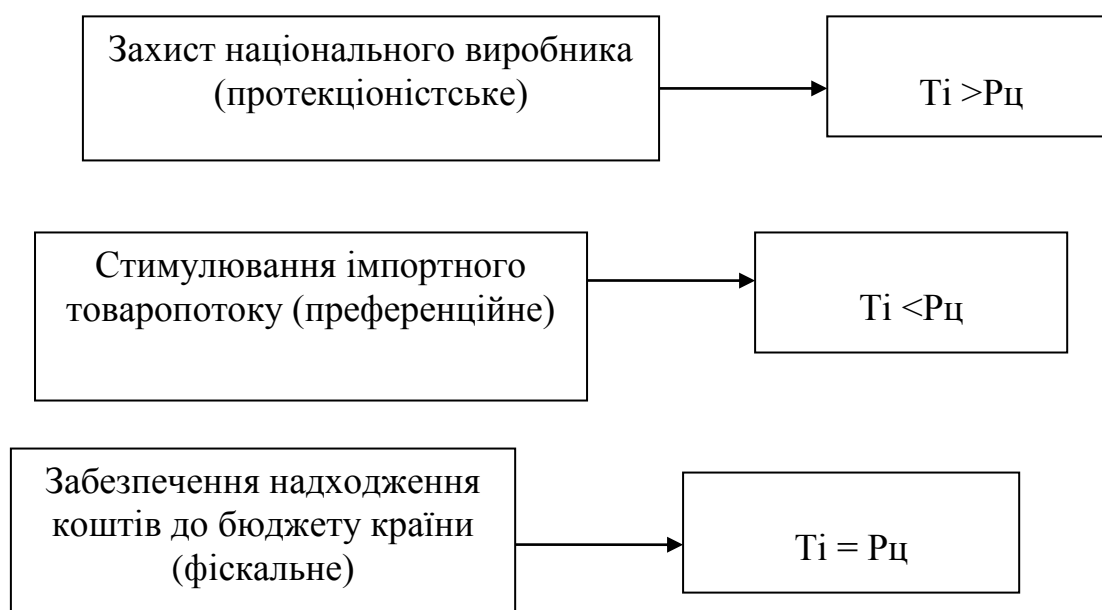 Захист національного виробника
(протекціоністське)
Ті >Рц
Стимулювання імпортного
товаропотоку (преференційне)
Ті <Рц
Забезпечення надходження
коштів до бюджету країни
(фіскальне)
Ті = Рц